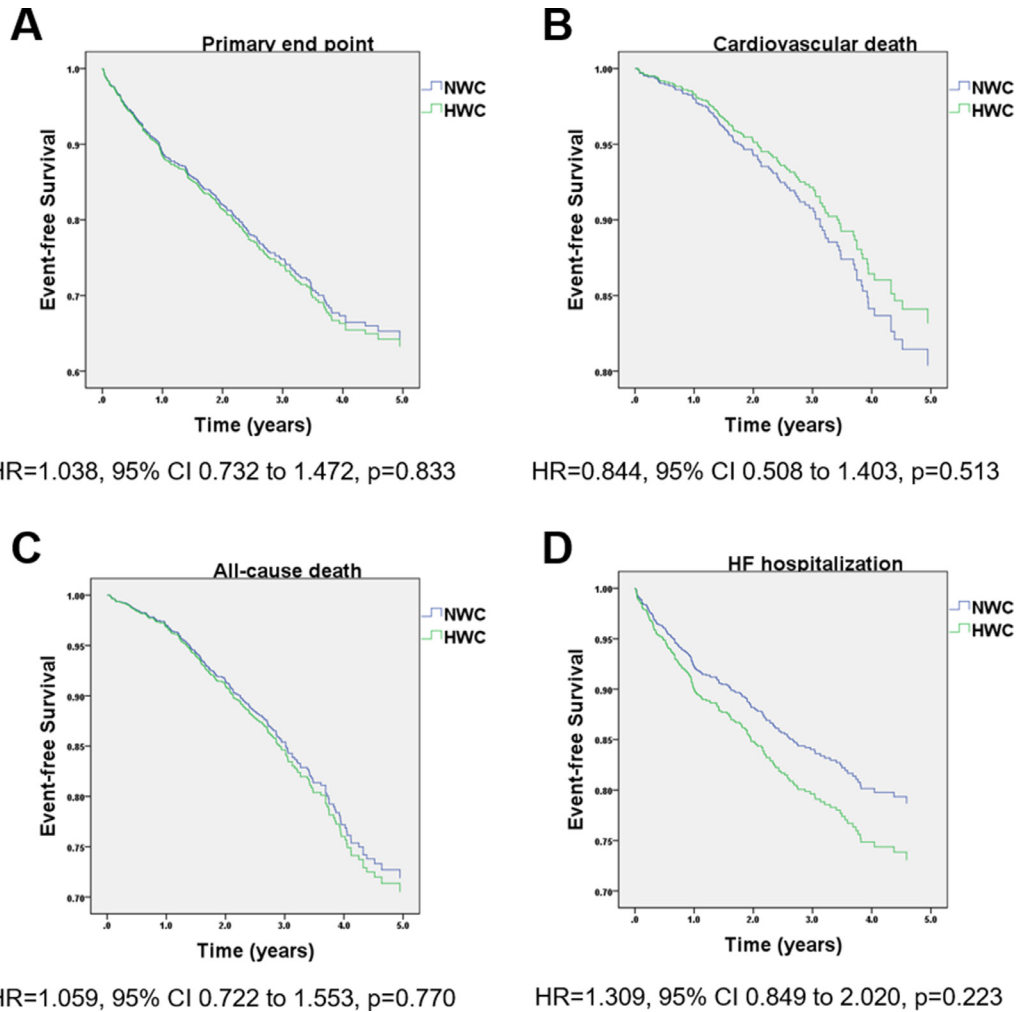 A
Primary end point
1.0
0.9
0.8
0.7
0.6
Event-free Survival
.0 1.0 2.0 3.0 4.0 5.0
Time (years)
NWC
HWC
HR=1.038, 95% CI 0.732 to 1.472, p=0.833
B
Cardiovascular death
1.00
0.95
0.90
0.85
0.80
Event-free Survival
.0 1.0 2.0 3.0 4.0 5.0
Time (years)
NWC
HWC
HR=0.844, 95% CI 0.508 to 1.403, p=0.513
C
All-cause death
1.00
0.95
0.90
0.85
0.80
0.75
0.70
Event-free Survival
.0 1.0 2.0 3.0 4.0 5.0
Time (years)
NWC
HWC
HR=1.059, 95% CI 0.722 to 1.553, p=0.770
D
HF hospitalization
1.00
0.95
0.90
0.85
0.80
0.75
0.70
Event-free Survival
.0 1.0 2.0 3.0 4.0 5.0
Time (years)
NWC
HWC
HR=1.309, 95% CI 0.849 to 2.020, p=0.223